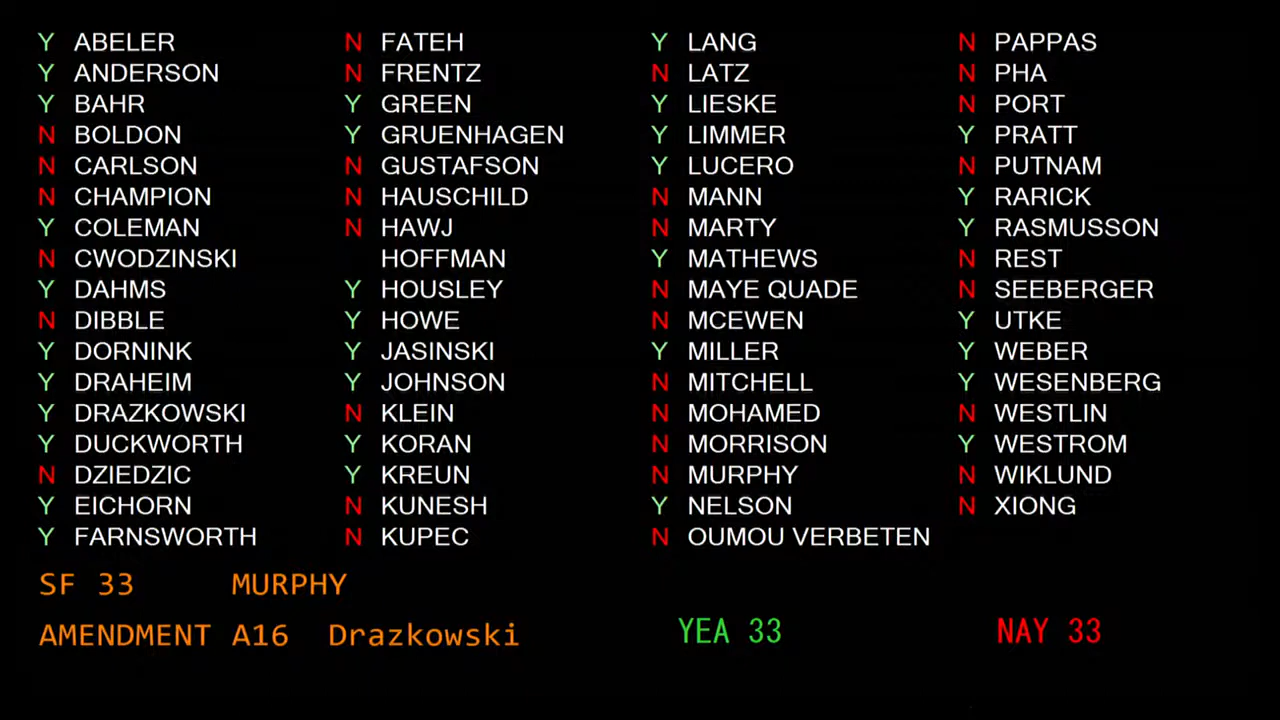 Y ABELER N FATEH Y LANG N PAPPAS
Y ANDERSON N FRENTZ N LATZ N PHA
Y BAHR Y GREEN Y LIESKE N PORT
N BOLDON Y GRUENHAGEN Y LIMMER Y PRATT
N CARLSON N GUSTAFSON Y LUCERO N PUTNAM
N CHAMPION N HAUSCHILD N MANN Y RARICK
Y COLEMAN N HAWJ N MARTY Y RASMUSSON
N CWODZINSKI HOFFMAN Y MATHEWS N REST
Y DAHMS Y HOUSLEY N MAYE QUADE N SEEBERGER
N DIBBLE Y HOWE N MCEWEN Y UTKE
Y DORNINK Y JASINSKI Y MILLER Y WEBER
Y DRAHEIM Y JOHNSON N MITCHELL Y WESENBERG
Y DRAZKOWSKI N KLEIN N MOHAMED N WESTLIN
Y DUCKWORTH Y KORAN N MORRISON Y WESTROM
N DZIEDZIC Y KREUN N MURPHY N WIKLUND
Y EICHORN N KUNESH Y NELSON N XIONG
Y FARNSWORTH N KUPEC N OUMOU VERBETEN
SF 33 MURPHY
AMENDMENT A16 Drazkowski YEA 33 NAY 33